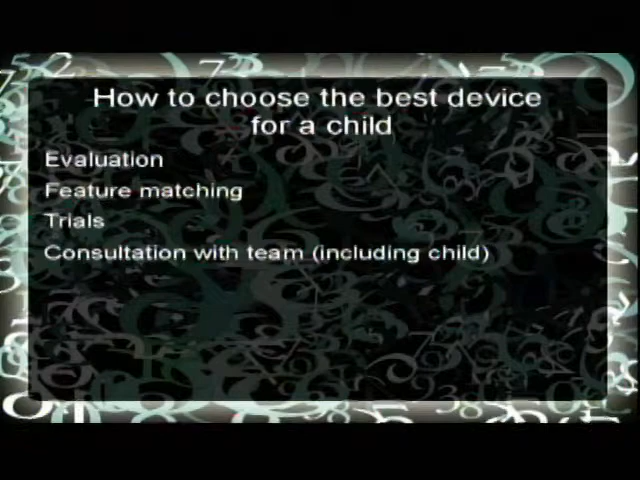 How to choose the best device
for a child
Evaluation
Feature matching
Trials
Consultation with team (including child)